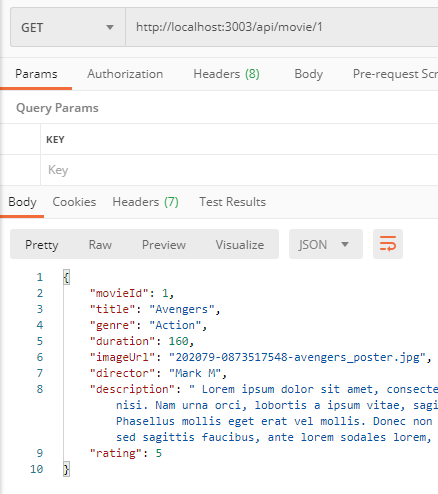 GET http://localhost:3003/api/movie/1
Params Authorization Headers (8) Body Pre-request
Query Params
KEY
Key
Body Cookies Headers (7) Test Results
Pretty Raw Preview Visualize JSON
1 {
2 "movieId": 1,
3 "title": "Avengers",
4 "genre": "Action",
5 "duration": 160,
6 "imageUrl": "202079-0873517548-avengers_poster.jpg",
7 "director": "Mark M",
8 "description": " Lorem ipsum dolor sit amet,
nisi. Nam urna orci, lobortis a ipsum vitae,
Phasellus mollis eget erat vel mollis. Donec non
sed sagittis faucibus, ante lorem sodales lorem,
9 "rating": 5
10 }